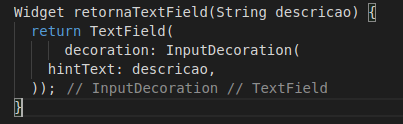 Widget retornaTextField(String descricao) {
return TextField(
decoration: InputDecoration(
hintText: descricao,
)); // InputDecoration // TextField
}